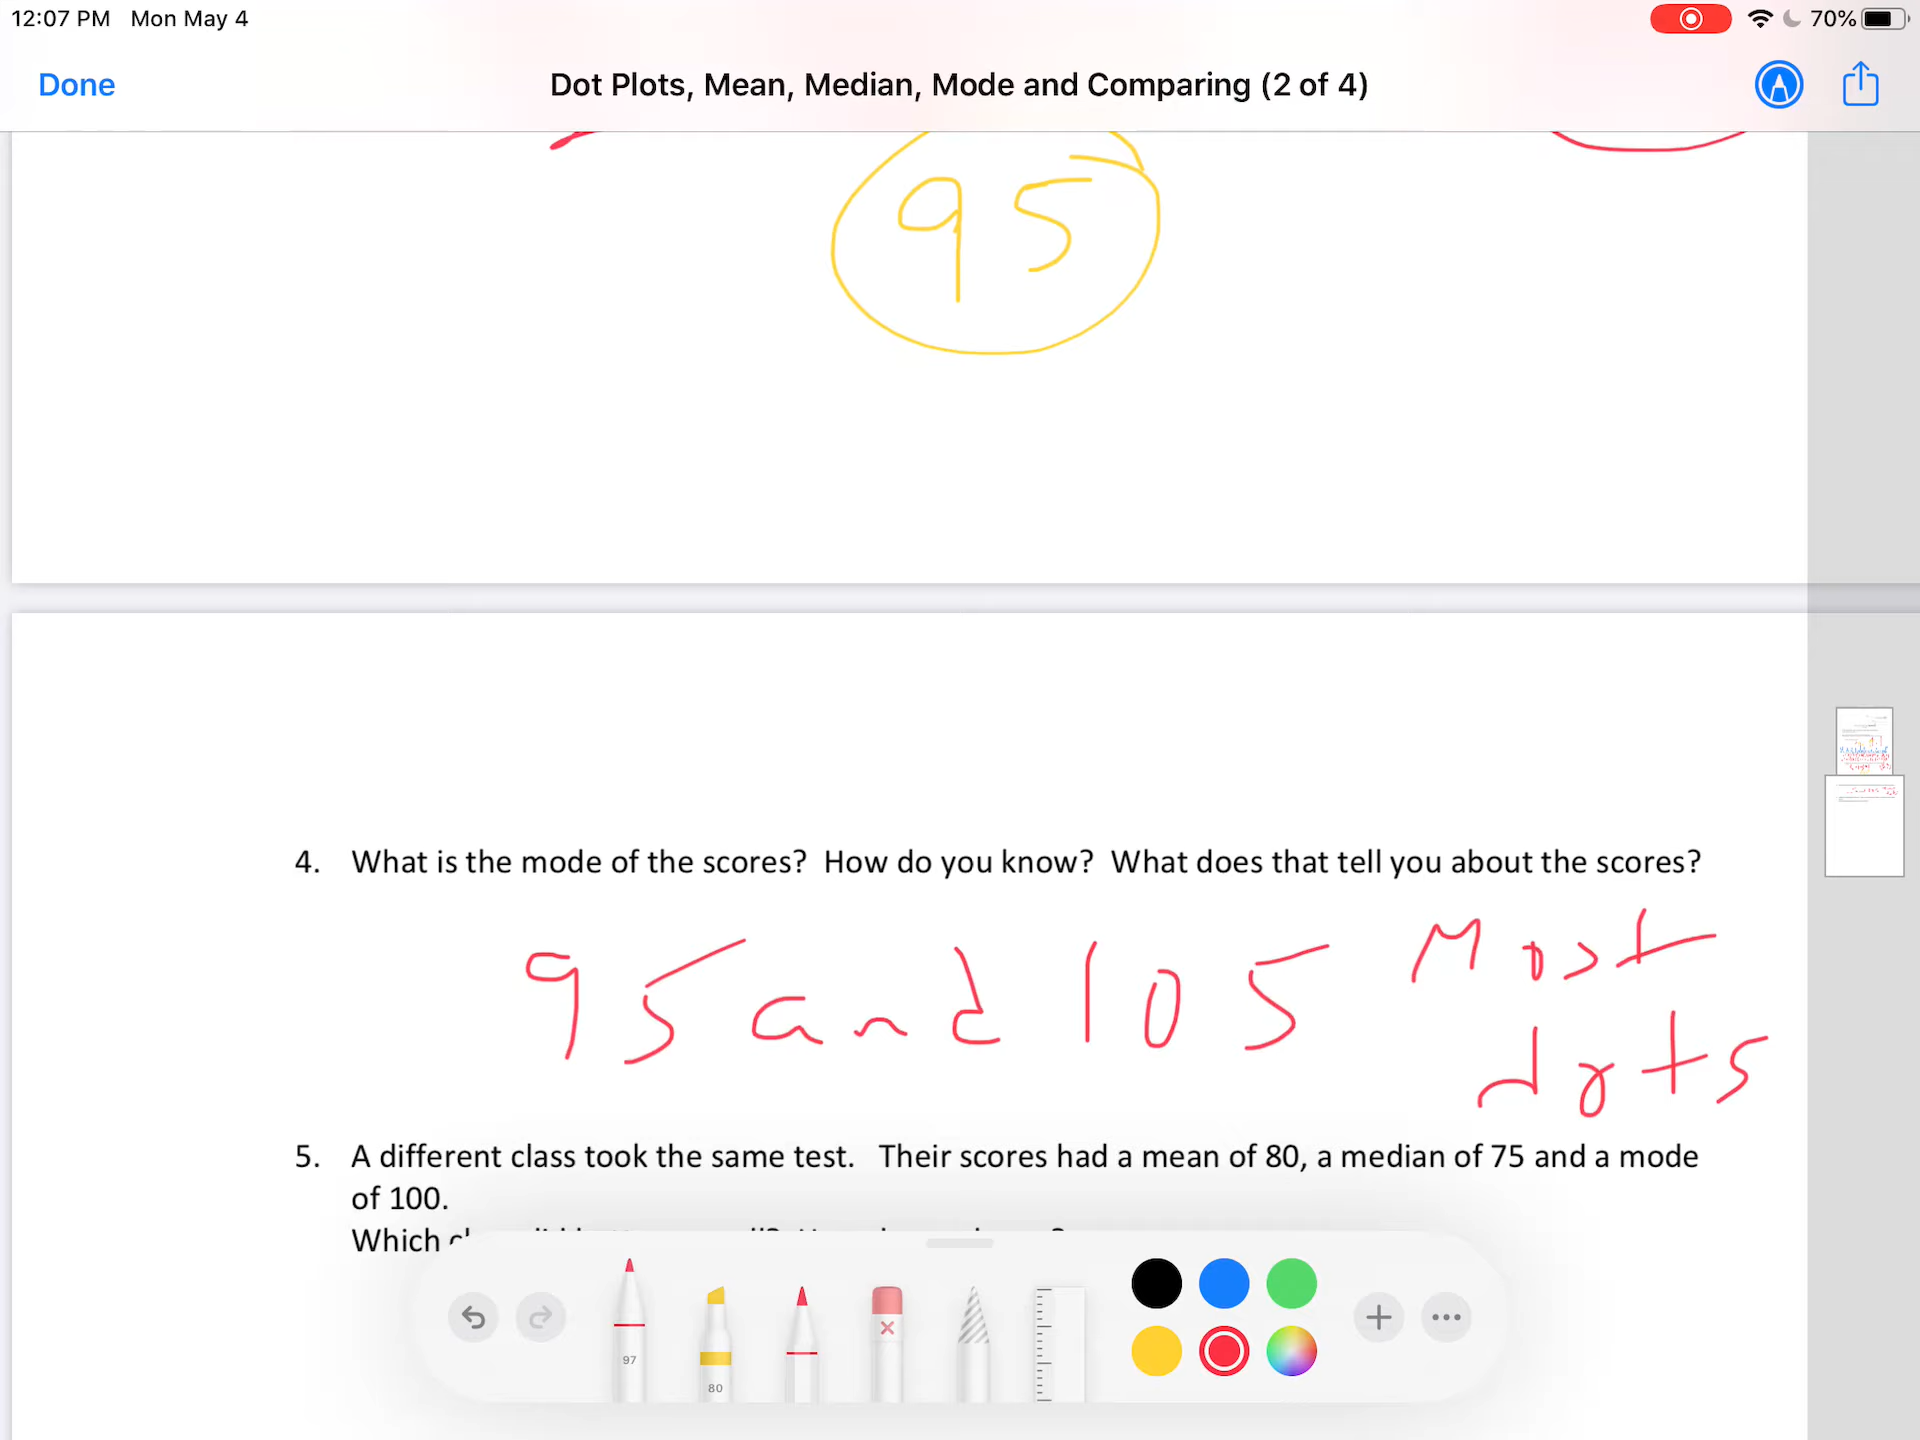 12:07 PM Mon May 4 70%
Done Dot Plots, Mean, Median, Mode and Comparing (2 of 4)
95
4. What is the mode of the scores? How do you know? What does that tell you about the scores?
95 and 105 Most
dots
5. A different class took the same test. Their scores had a mean of 80, a median of 75 and a mode
of 100.
Which
97
80